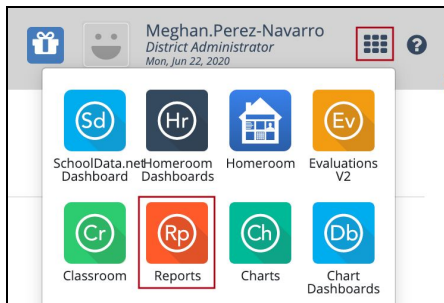 Meghan.Perez-Navarro
District Administrator
Mon, Jun 22, 2020
?
Sd Hr Ev
SchoolData.net Homeroom Homeroom Evaluations
Dashboard Dashboards V2
Cr Rp Ch Db
Classroom Reports Charts Chart
Dashboards